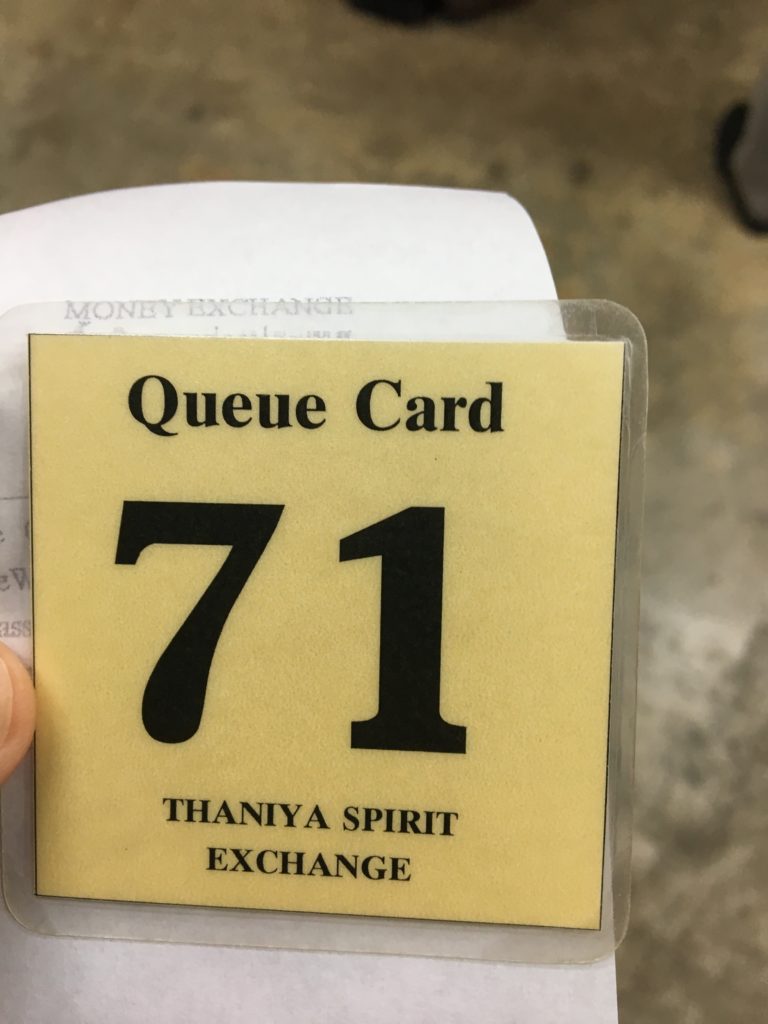 MONEY EXCHANGE
Queue Card
71
THANIYA SPIRIT
EXCHANGE